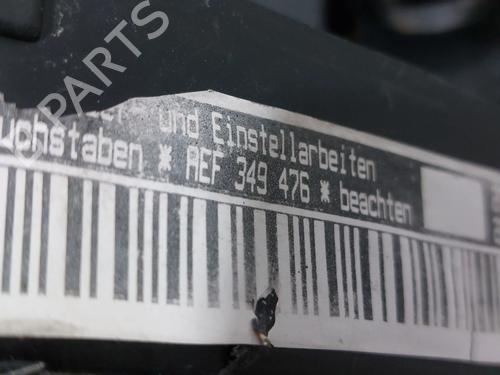 PARTS
und Einstellarbeiten
uchstaben * AEF 349 476 * beachten